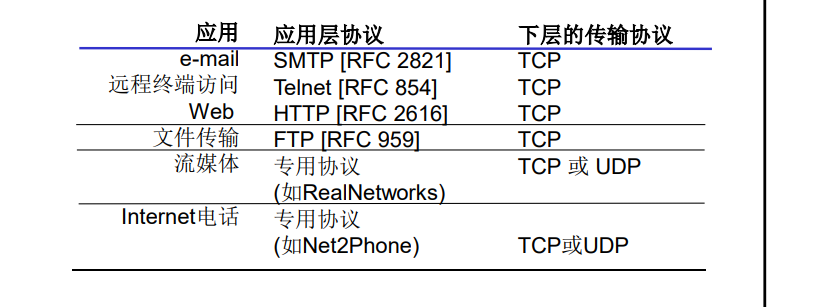 应用 应用层协议 下层的传输协议
e-mail SMTP [RFC 2821] TCP
远程终端访问 Telnet [RFC 854] TCP
Web HTTP [RFC 2616] TCP
文件传输 FTP [RFC 959] TCP
流媒体 专用协议 TCP 或 UDP
(如RealNetworks)
Internet电话 专用协议
(如Net2Phone) TCP或UDP